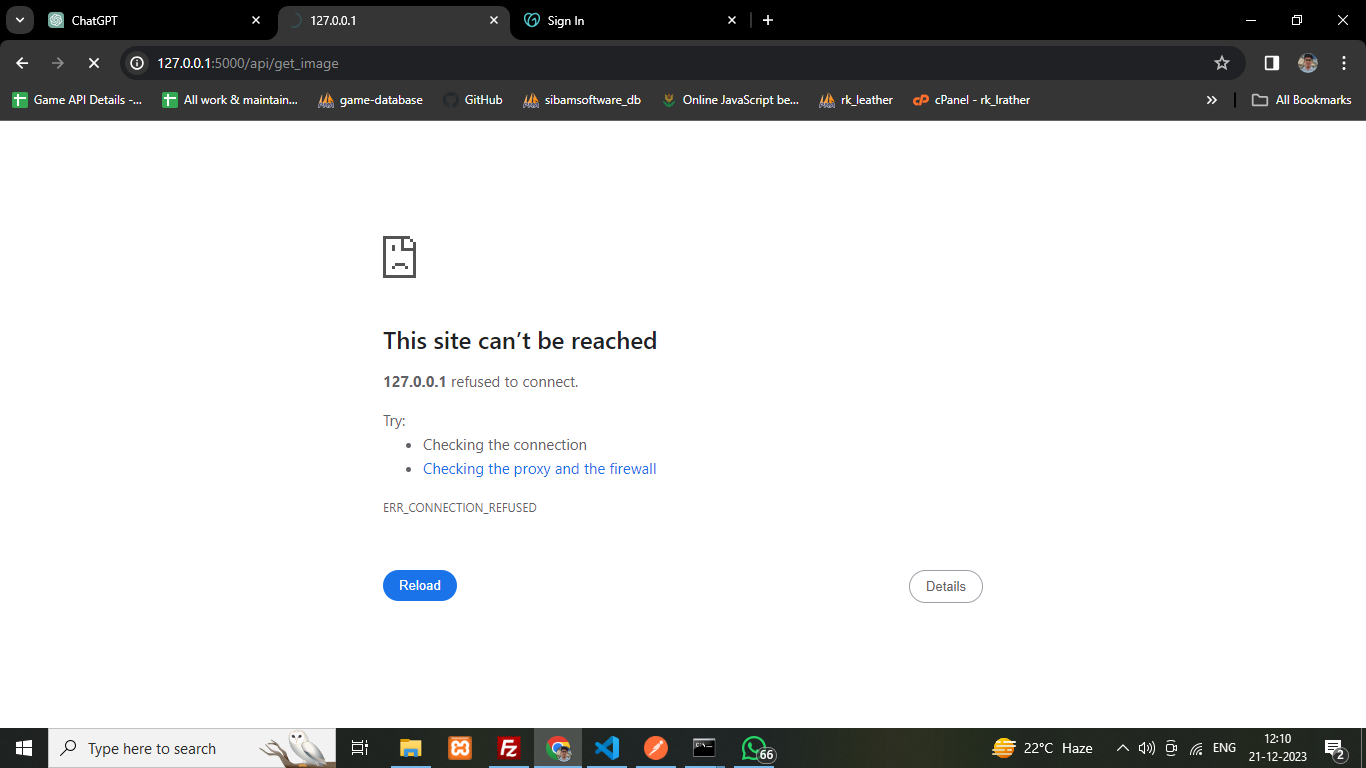 ChatGPT
127.0.0.1
Sign In
127.0.0.1:5000/api/get_image
Game API Details -...
All work & maintain...
game-database
GitHub
sibamsoftware_db
Online JavaScript be...
rk_leather
cPanel - rk_lrather
All Bookmarks
This site can't be reached
127.0.0.1 refused to connect.
Try:
Checking the connection
Checking the proxy and the firewall
ERR_CONNECTION_REFUSED
Reload
Details
Type here to search
66
22°C Haze
ENG
12:10
21-12-2023
2